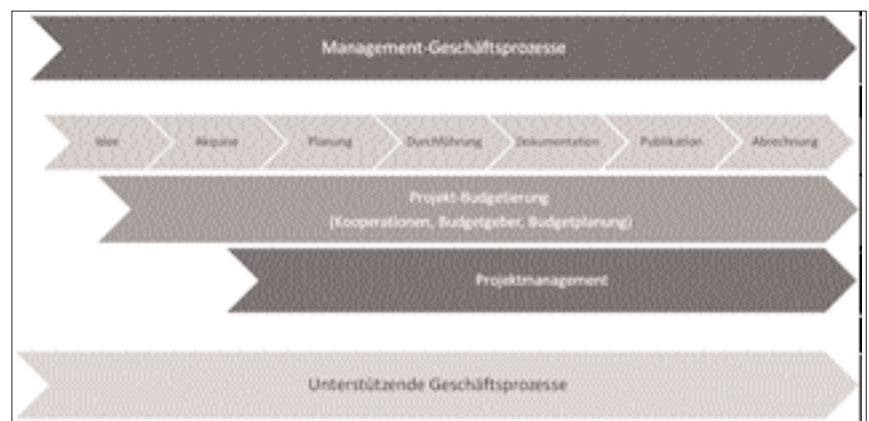 Management-Geschäftsprozesse
Idee Akquise Planung Durchführung Dokumentation Publikation Abrechnung
Projekt-Budgetierung
(Kooperationen, Budgetgeber, Budgetplanung)
Projektmanagement
Unterstützende Geschäftsprozesse